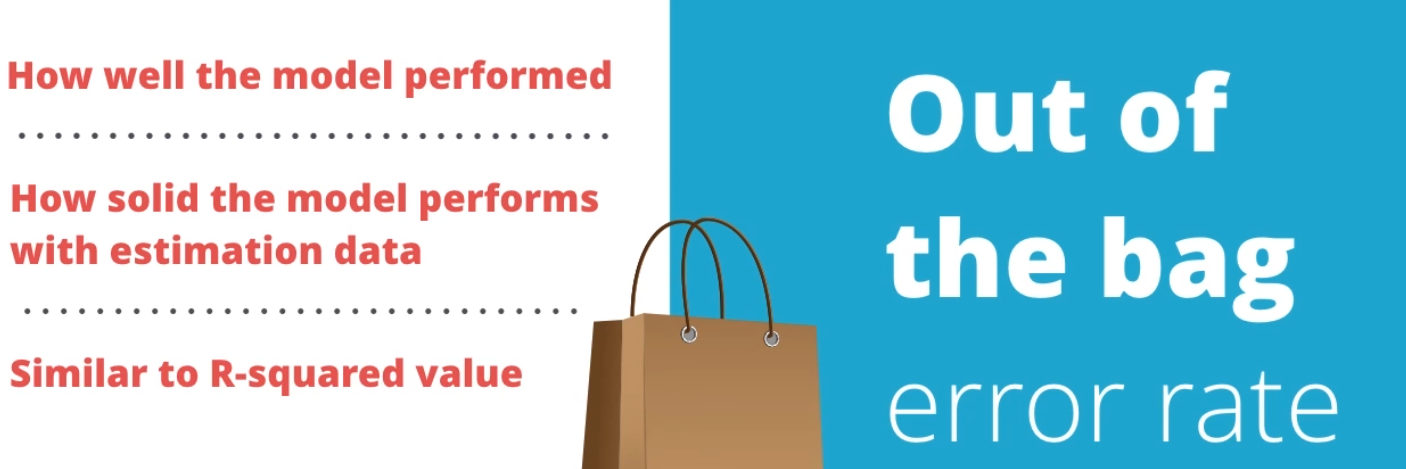 How well the model performed
How solid the model performs
with estimation data
Similar to R-squared value
Out of
the bag
error rate